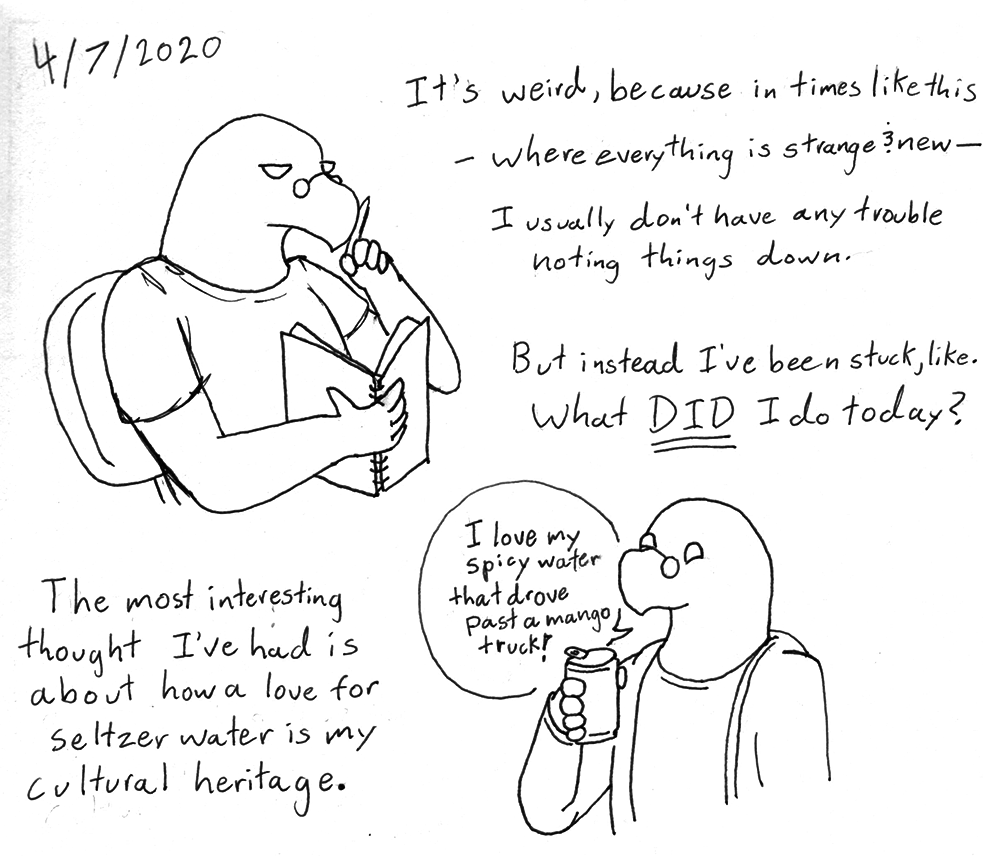 4/7/2020
It's weird, because in times like this
— where everything is strange & new —
I usually don't have any trouble
noting things down.
But instead I've been stuck, like.
What DID I do today?
I love my
spicy water
that drove
past a mango
truck!
The most interesting
thought I've had is
about how a love for
seltzer water is my
cultural heritage.